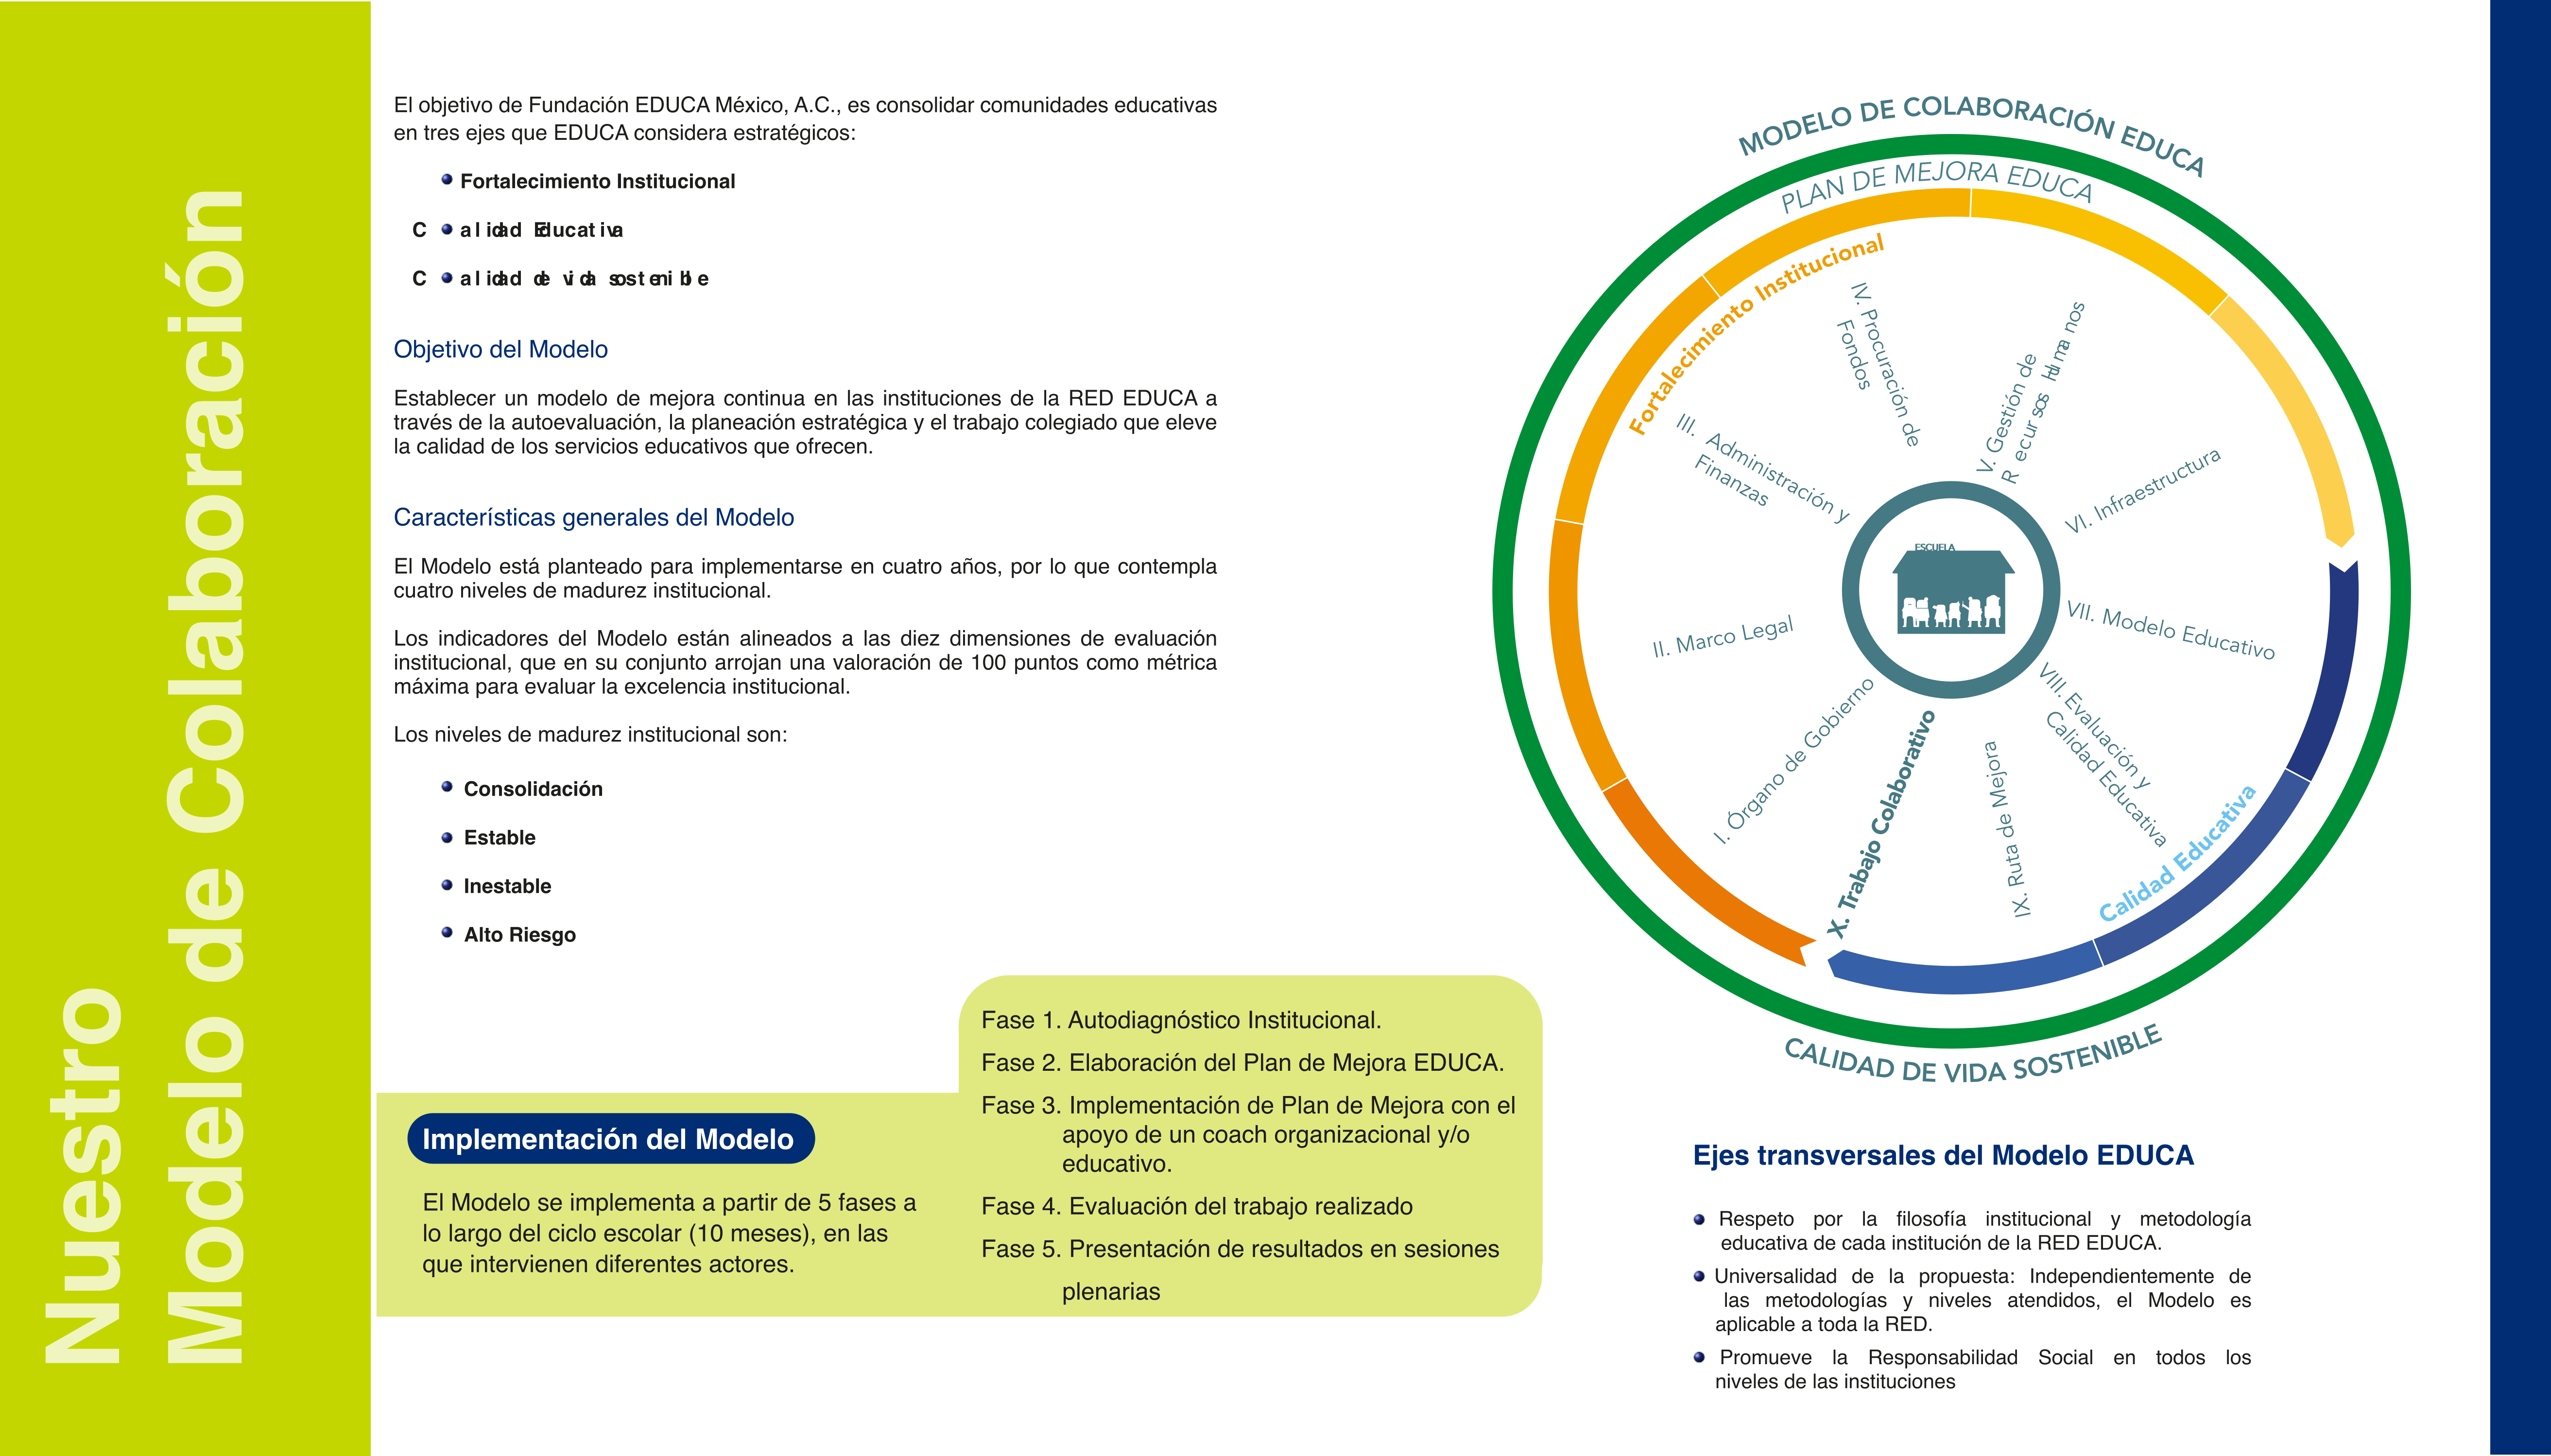 Nuestro
Modelo de Colaboración
El objetivo de Fundación EDUCA México, A.C., es consolidar comunidades educativas
en tres ejes que EDUCA considera estratégicos:
Fortalecimiento Institucional
Calidad Educativa
Calidad de vida sostenible
Objetivo del Modelo
Establecer un modelo de mejora continua en las instituciones de la RED EDUCA a
través de la autoevaluación, la planeación estratégica y el trabajo colegiado que eleve
la calidad de los servicios educativos que ofrecen.
Características generales del Modelo
El Modelo está planteado para implementarse en cuatro años, por lo que contempla
cuatro niveles de madurez institucional.
Los indicadores del Modelo están alineados a las diez dimensiones de evaluación
institucional, que en su conjunto arrojan una valoración de 100 puntos como métrica
máxima para evaluar la excelencia institucional.
Los niveles de madurez institucional son:
Consolidación
Estable
Inestable
Alto Riesgo
Implementación del Modelo
El Modelo se implementa a partir de 5 fases a
lo largo del ciclo escolar (10 meses), en las
que intervienen diferentes actores.
Fase 1. Autodiagnóstico Institucional.
Fase 2. Elaboración del Plan de Mejora EDUCA.
Fase 3. Implementación de Plan de Mejora con el
apoyo de un coach organizacional y/o
educativo.
Fase 4. Evaluación del trabajo realizado
Fase 5. Presentación de resultados en sesiones
plenarias
MODELO DE COLABORACIÓN EDUCA
PLAN DE MEJORA EDUCA
Fortalecimiento Institucional
I. Órgano de Gobierno
II. Marco Legal
III. Administración y
Finanzas
IV. Procuración de
Fondos
V. Gestión de
Recursos Humanos
VI. Infraestructura
VII. Modelo Educativo
VIII. Evaluación y
Calidad Educativa
IX. Ruta de Mejora
X. Trabajo Colaborativo
Calidad Educativa
ESCUELA
CALIDAD DE VIDA SOSTENIBLE
Ejes transversales del Modelo EDUCA
Respeto por la filosofía institucional y metodología
educativa de cada institución de la RED EDUCA.
Universalidad de la propuesta: Independientemente de
las metodologías y niveles atendidos, el Modelo es
aplicable a toda la RED.
Promueve la Responsabilidad Social en todos los
niveles de las instituciones